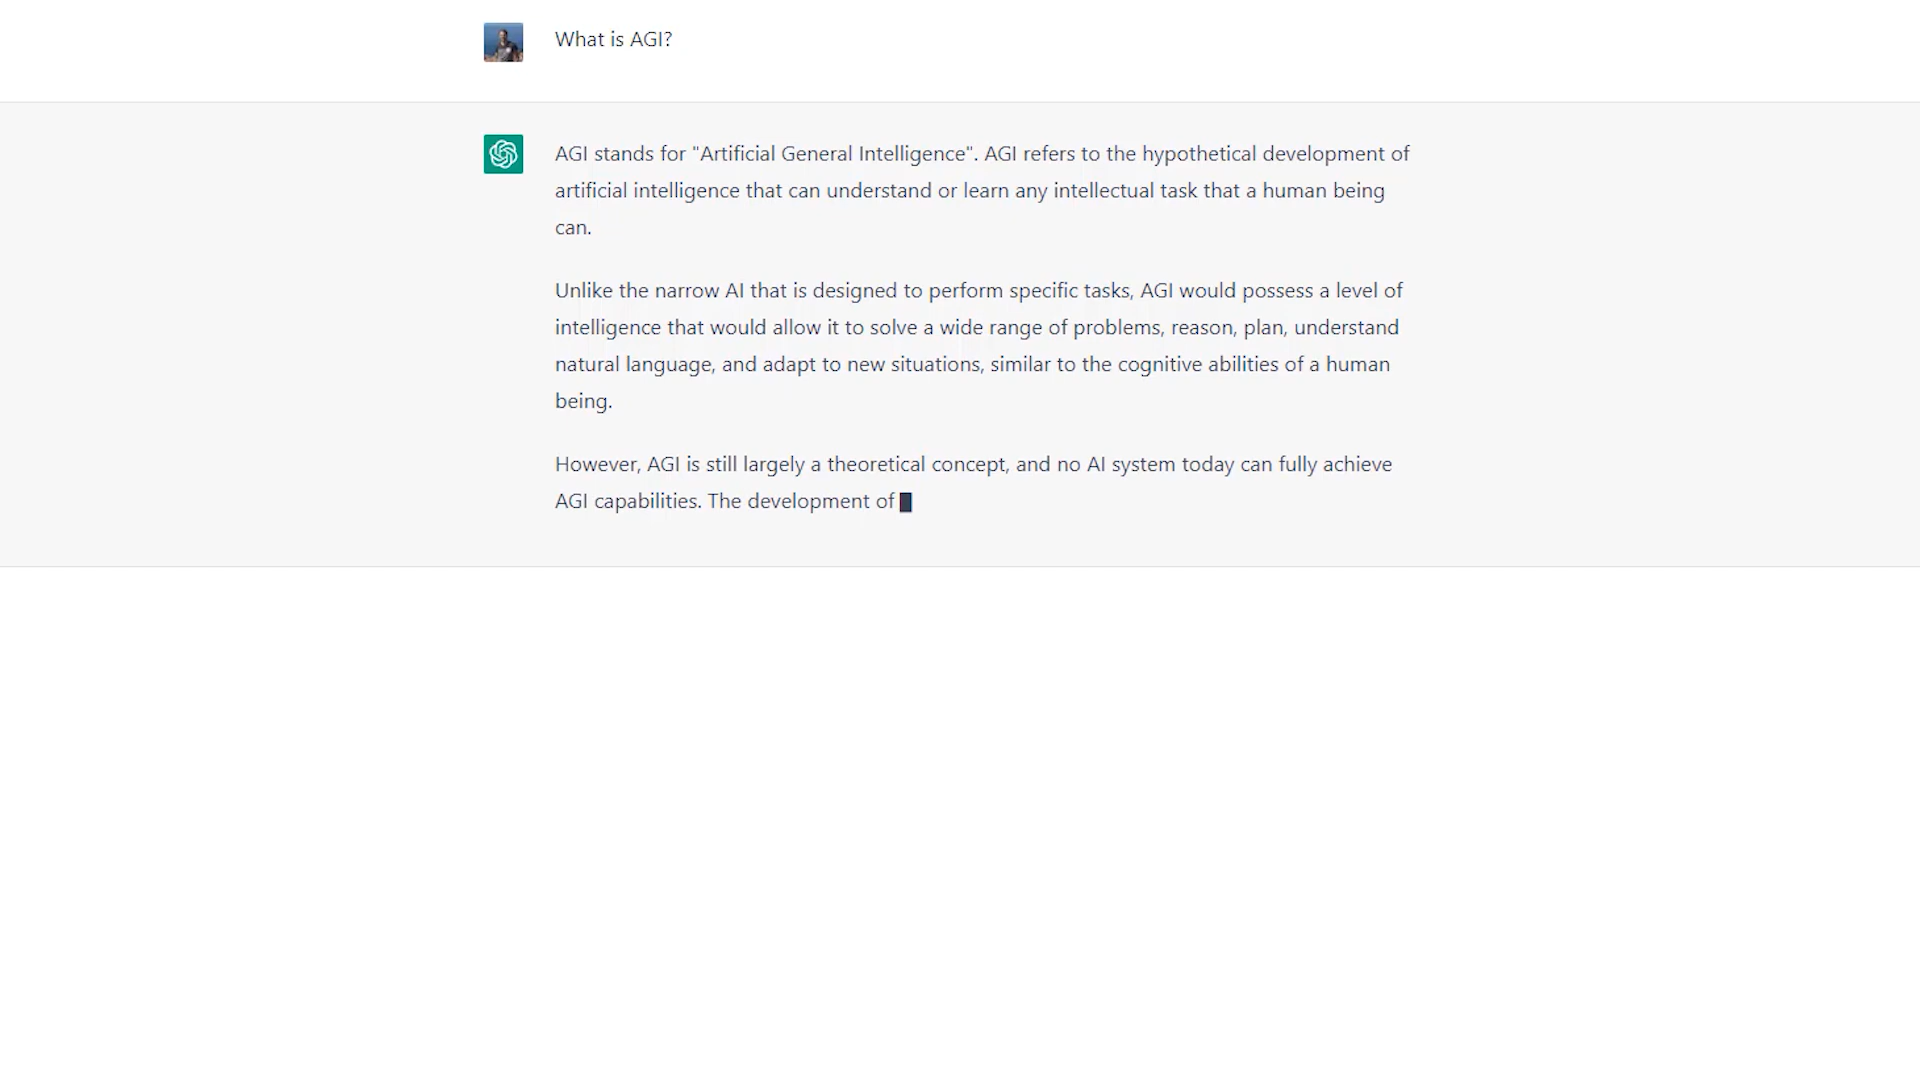 What is AGI?
AGI stands for "Artificial General Intelligence". AGI refers to the hypothetical development of
artificial intelligence that can understand or learn any intellectual task that a human being
can.
Unlike the narrow AI that is designed to perform specific tasks, AGI would possess a level of
intelligence that would allow it to solve a wide range of problems, reason, plan, understand
natural language, and adapt to new situations, similar to the cognitive abilities of a human
being.
However, AGI is still largely a theoretical concept, and no AI system today can fully achieve
AGI capabilities. The development of